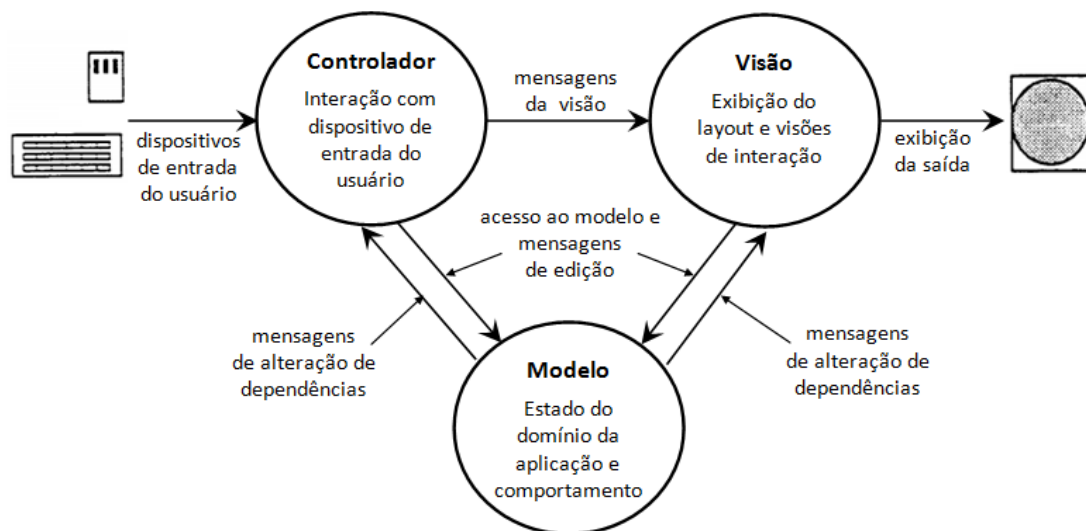 Controlador
Interação com
dispositivo de
entrada do
usuário
mensagens
da visão
Visão
Exibição do
layout e visões
de interação
dispositivos
de entrada
do usuário
exibição
da saída
acesso ao modelo e
mensagens
de edição
mensagens
de alteração de
dependências
mensagens
de alteração de
dependências
Modelo
Estado do
domínio da
aplicação e
comportamento